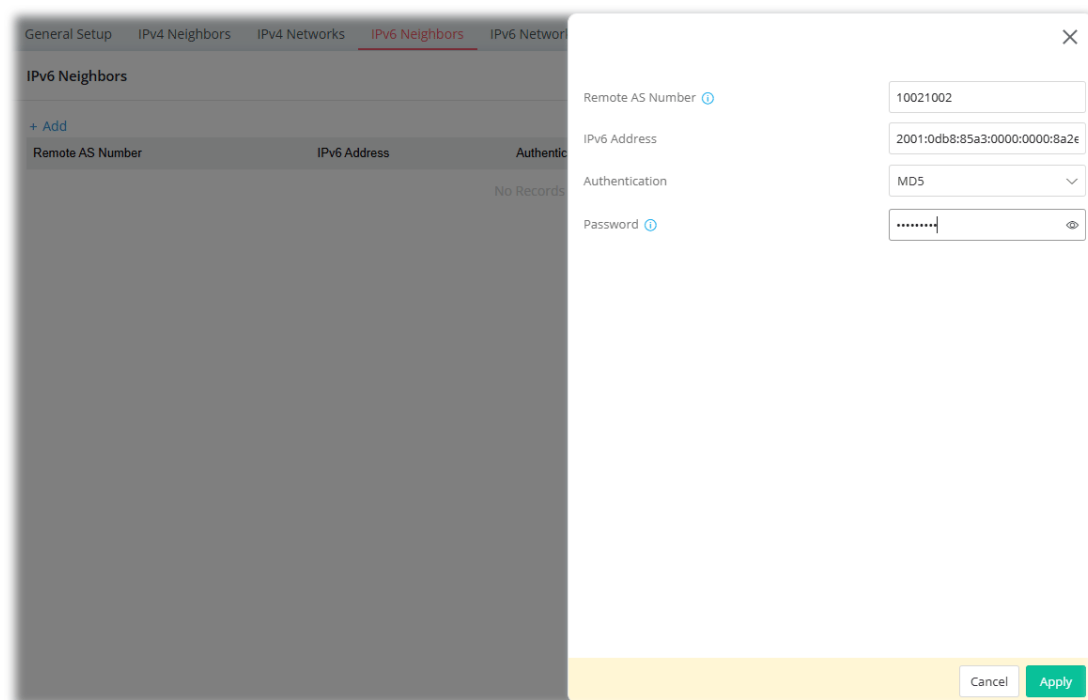 General Setup IPv4 Neighbors IPv4 Networks IPv6 Neighbors IPv6 Networ
IPv6 Neighbors
+ Add
Remote AS Number IPv6 Address Authentic
No Records
Remote AS Number 10021002
IPv6 Address 2001:0db8:85a3:0000:0000:8a2e
Authentication MD5
Password •••••••••
Cancel Apply